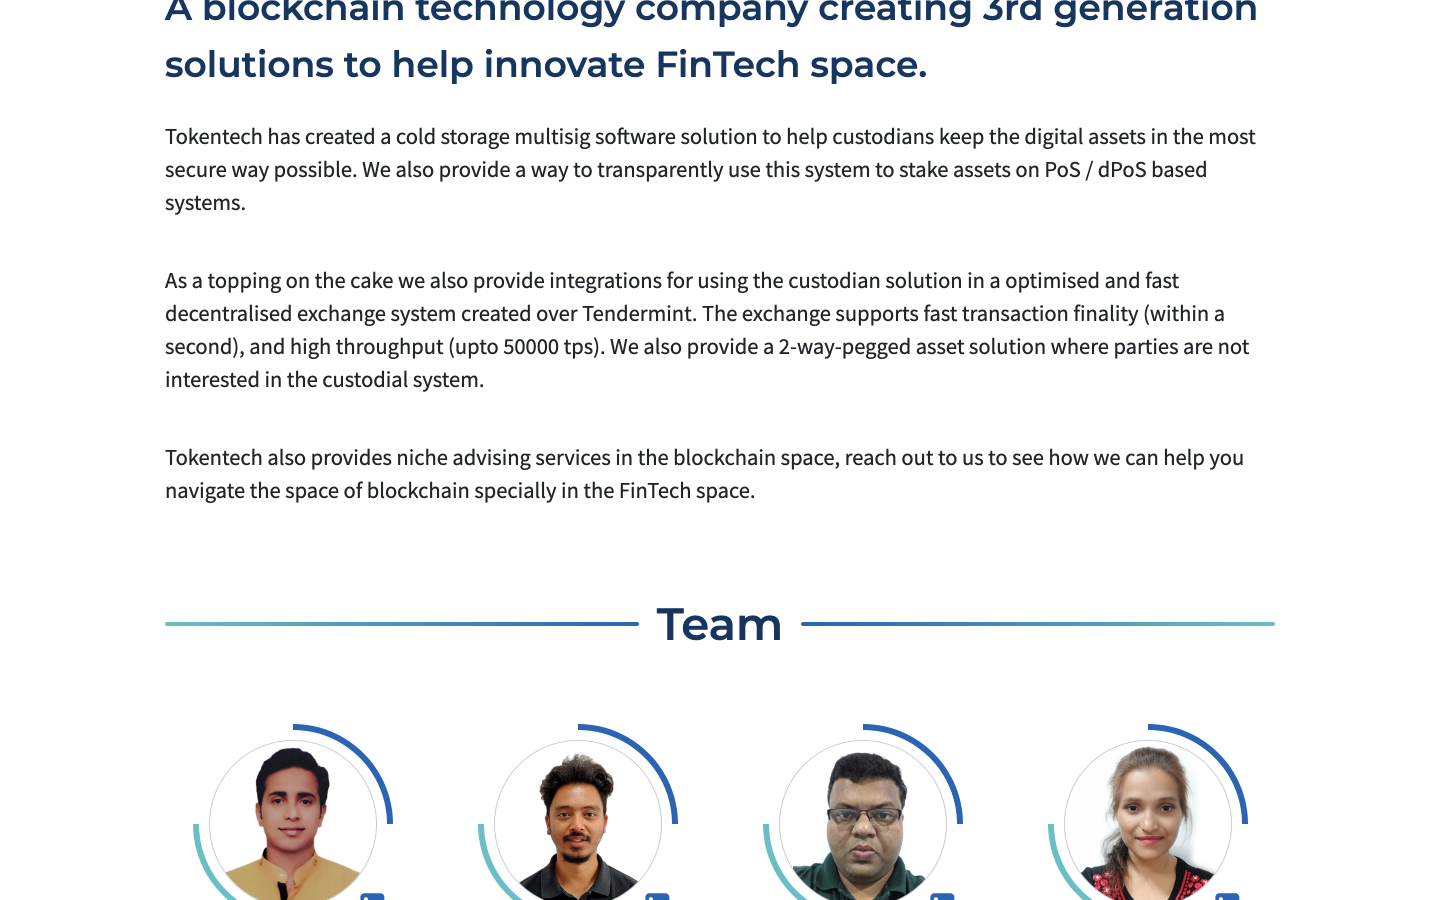 A blockchain technology company creating 3rd generation
solutions to help innovate FinTech space.
Tokentech has created a cold storage multisig software solution to help custodians keep the digital assets in the most
secure way possible. We also provide a way to transparently use this system to stake assets on PoS / dPoS based
systems.
As a topping on the cake we also provide integrations for using the custodian solution in a optimised and fast
decentralised exchange system created over Tendermint. The exchange supports fast transaction finality (within a
second), and high throughput (upto 50000 tps). We also provide a 2-way-pegged asset solution where parties are not
interested in the custodial system.
Tokentech also provides niche advising services in the blockchain space, reach out to us to see how we can help you
navigate the space of blockchain specially in the FinTech space.
Team